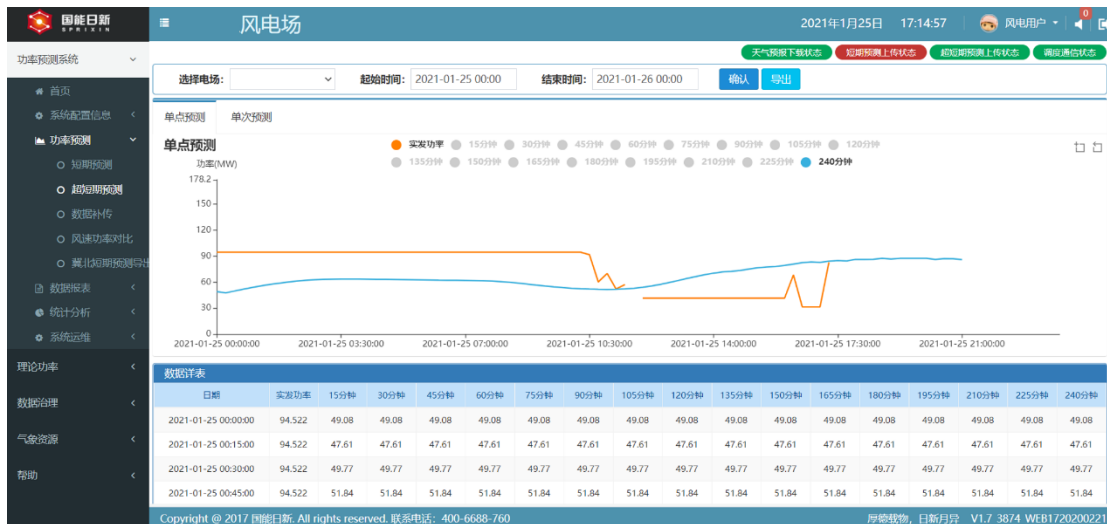 国能日新
SPRIXIN
风电场
2021年1月25日 17:14:57
风电用户
0
功率预测系统
首页
系统配置信息
功率预测
短期预测
超短期预测
数据补传
风速功率对比
冀北短期预测导出
数据报表
统计分析
系统运维
理论功率
数据治理
气象资源
帮助
天气预报下载状态 短期预测上传状态 超短期预测上传状态 调度通信状态
选择电场: 起始时间: 2021-01-25 00:00 结束时间: 2021-01-26 00:00 确认 导出
单点预测 单次预测
单点预测
实发功率 15分钟 30分钟 45分钟 60分钟 75分钟 90分钟 105分钟 120分钟
135分钟 150分钟 165分钟 180分钟 195分钟 210分钟 225分钟 240分钟
功率(MW)
178.2
150
120
90
60
30
0
2021-01-25 00:00:00 2021-01-25 03:30:00 2021-01-25 07:00:00 2021-01-25 10:30:00 2021-01-25 14:00:00 2021-01-25 17:30:00 2021-01-25 21:00:00
数据详表
日期 实发功率 15分钟 30分钟 45分钟 60分钟 75分钟 90分钟 105分钟 120分钟 135分钟 150分钟 165分钟 180分钟 195分钟 210分钟 225分钟 240分钟
2021-01-25 00:00:00 94.522 49.08 49.08 49.08 49.08 49.08 49.08 49.08 49.08 49.08 49.08 49.08 49.08 49.08 49.08 49.08 49.08
2021-01-25 00:15:00 94.522 47.61 47.61 47.61 47.61 47.61 47.61 47.61 47.61 47.61 47.61 47.61 47.61 47.61 47.61 47.61 47.61
2021-01-25 00:30:00 94.522 49.77 49.77 49.77 49.77 49.77 49.77 49.77 49.77 49.77 49.77 49.77 49.77 49.77 49.77 49.77 49.77
2021-01-25 00:45:00 94.522 51.84 51.84 51.84 51.84 51.84 51.84 51.84 51.84 51.84 51.84 51.84 51.84 51.84 51.84 51.84 51.84
Copyright @ 2017 国能日新. All rights reserved. 联系电话: 400-6688-760
厚德载物, 日新月异 V1.7_3874_WEB1720200221